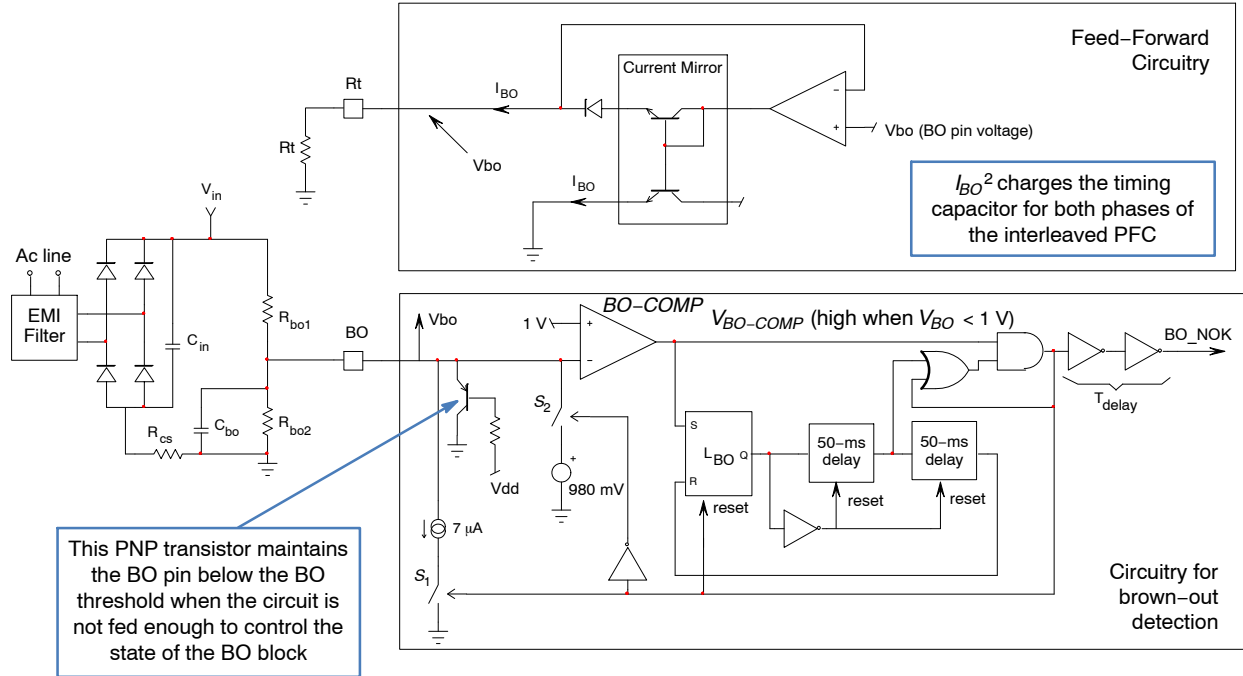 Feed−Forward
Circuitry
Current Mirror
Rt
I_BO
−
+
Vbo (BO pin voltage)
Rt
Vbo
I_BO
I_BO² charges the timing
capacitor for both phases of
the interleaved PFC
V_in
Ac line
EMI
Filter
C_in
R_bo1
BO
R_cs
C_bo
R_bo2
Vbo
1 V
+
−
BO−COMP
V_BO−COMP (high when V_BO < 1 V)
BO_NOK
T_delay
S_2
+
980 mV
Vdd
S
L_BO
Q
R
reset
50−ms
delay
50−ms
delay
reset
reset
7 µA
S_1
This PNP transistor maintains
the BO pin below the BO
threshold when the circuit is
not fed enough to control the
state of the BO block
Circuitry for
brown−out
detection